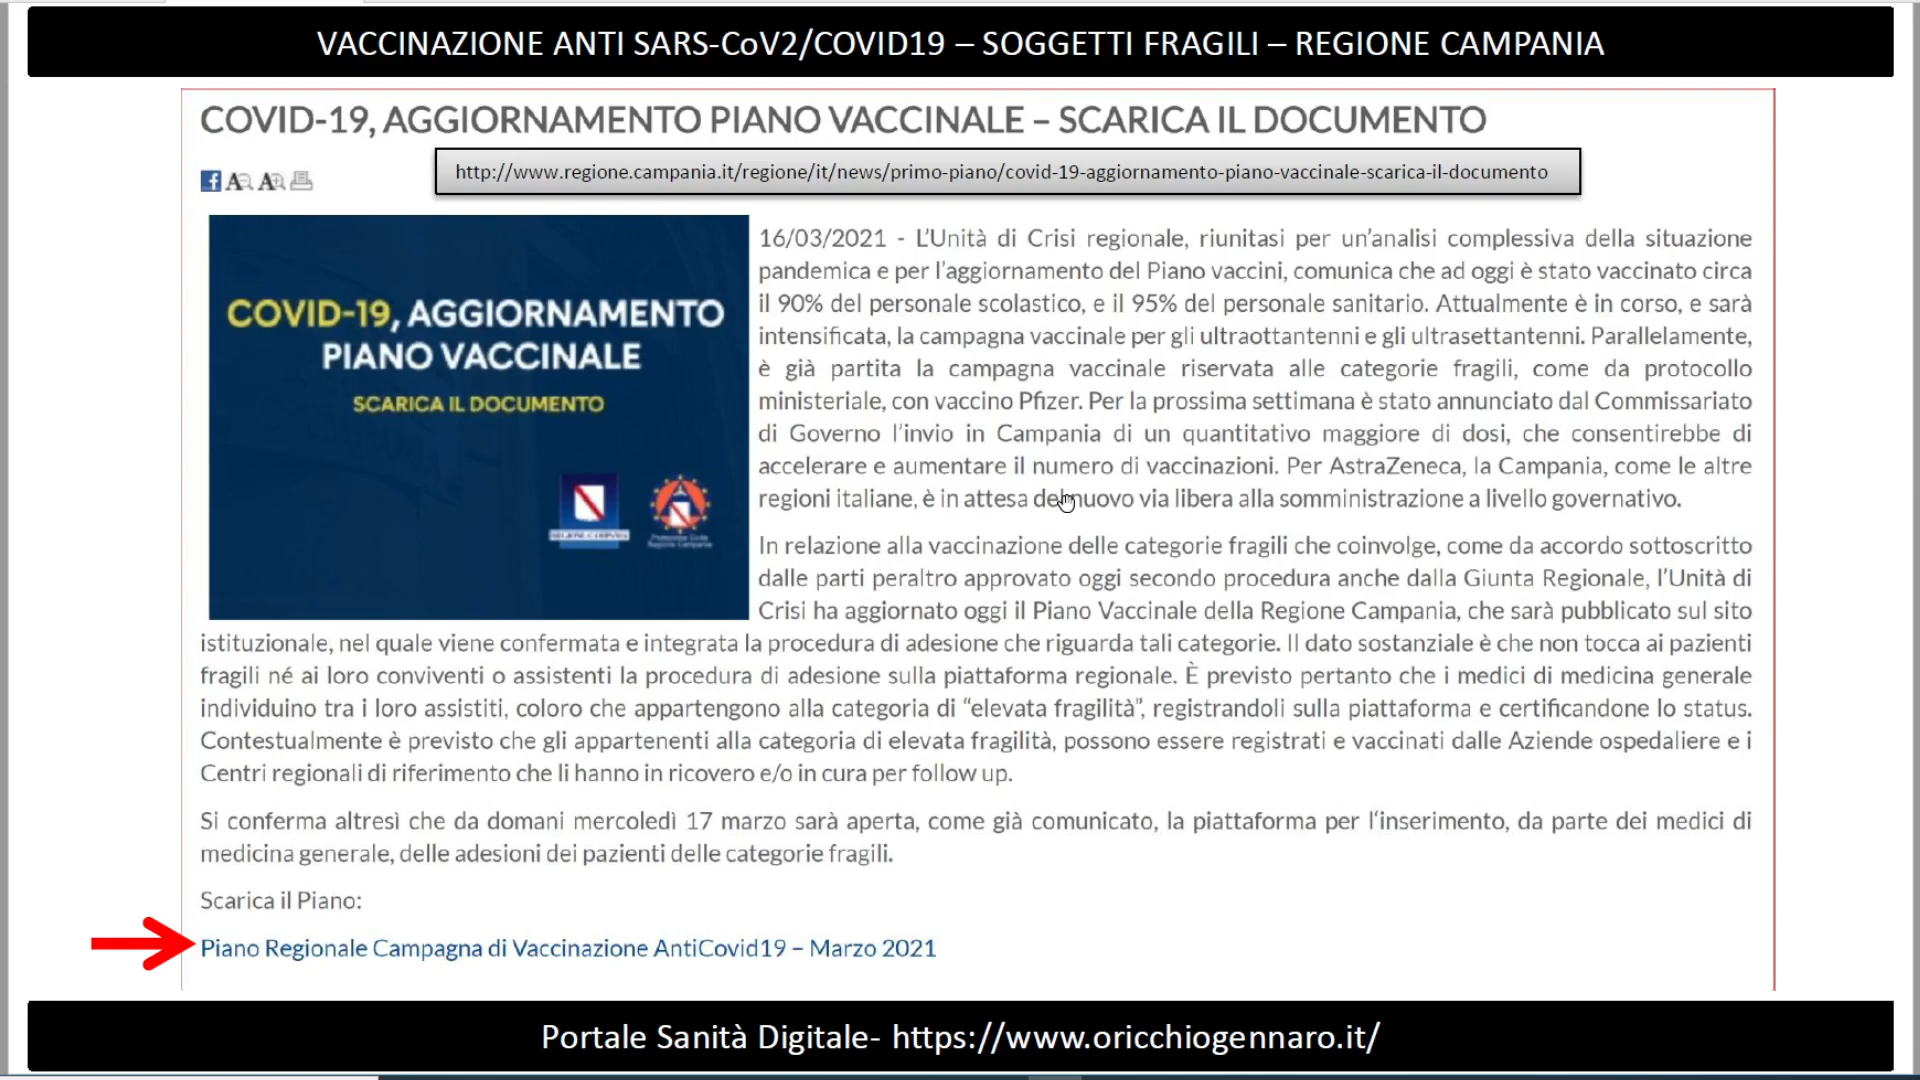 VACCINAZIONE ANTI SARS-CoV2/COVID19 – SOGGETTI FRAGILI – REGIONE CAMPANIA
COVID-19, AGGIORNAMENTO PIANO VACCINALE – SCARICA IL DOCUMENTO
http://www.regione.campania.it/regione/it/news/primo-piano/covid-19-aggiornamento-piano-vaccinale-scarica-il-documento
COVID-19, AGGIORNAMENTO
PIANO VACCINALE
SCARICA IL DOCUMENTO
REGIONE CAMPANIA
Protezione Civile
Regione Campania
16/03/2021 - L’Unità di Crisi regionale, riunitasi per un’analisi complessiva della situazione
pandemica e per l’aggiornamento del Piano vaccini, comunica che ad oggi è stato vaccinato circa
il 90% del personale scolastico, e il 95% del personale sanitario. Attualmente è in corso, e sarà
intensificata, la campagna vaccinale per gli ultraottantenni e gli ultrasettantenni. Parallelamente,
è già partita la campagna vaccinale riservata alle categorie fragili, come da protocollo
ministeriale, con vaccino Pfizer. Per la prossima settimana è stato annunciato dal Commissariato
di Governo l’invio in Campania di un quantitativo maggiore di dosi, che consentirebbe di
accelerare e aumentare il numero di vaccinazioni. Per AstraZeneca, la Campania, come le altre
regioni italiane, è in attesa del nuovo via libera alla somministrazione a livello governativo.
In relazione alla vaccinazione delle categorie fragili che coinvolge, come da accordo sottoscritto
dalle parti peraltro approvato oggi secondo procedura anche dalla Giunta Regionale, l’Unità di
Crisi ha aggiornato oggi il Piano Vaccinale della Regione Campania, che sarà pubblicato sul sito
istituzionale, nel quale viene confermata e integrata la procedura di adesione che riguarda tali categorie. Il dato sostanziale è che non tocca ai pazienti
fragili né ai loro conviventi o assistenti la procedura di adesione sulla piattaforma regionale. È previsto pertanto che i medici di medicina generale
individuino tra i loro assistiti, coloro che appartengono alla categoria di “elevata fragilità”, registrandoli sulla piattaforma e certificandone lo status.
Contestualmente è previsto che gli appartenenti alla categoria di elevata fragilità, possono essere registrati e vaccinati dalle Aziende ospedaliere e i
Centri regionali di riferimento che li hanno in ricovero e/o in cura per follow up.
Si conferma altresì che da domani mercoledì 17 marzo sarà aperta, come già comunicato, la piattaforma per l‘inserimento, da parte dei medici di
medicina generale, delle adesioni dei pazienti delle categorie fragili.
Scarica il Piano:
Piano Regionale Campagna di Vaccinazione AntiCovid19 – Marzo 2021
Portale Sanità Digitale- https://www.oricchiogennaro.it/